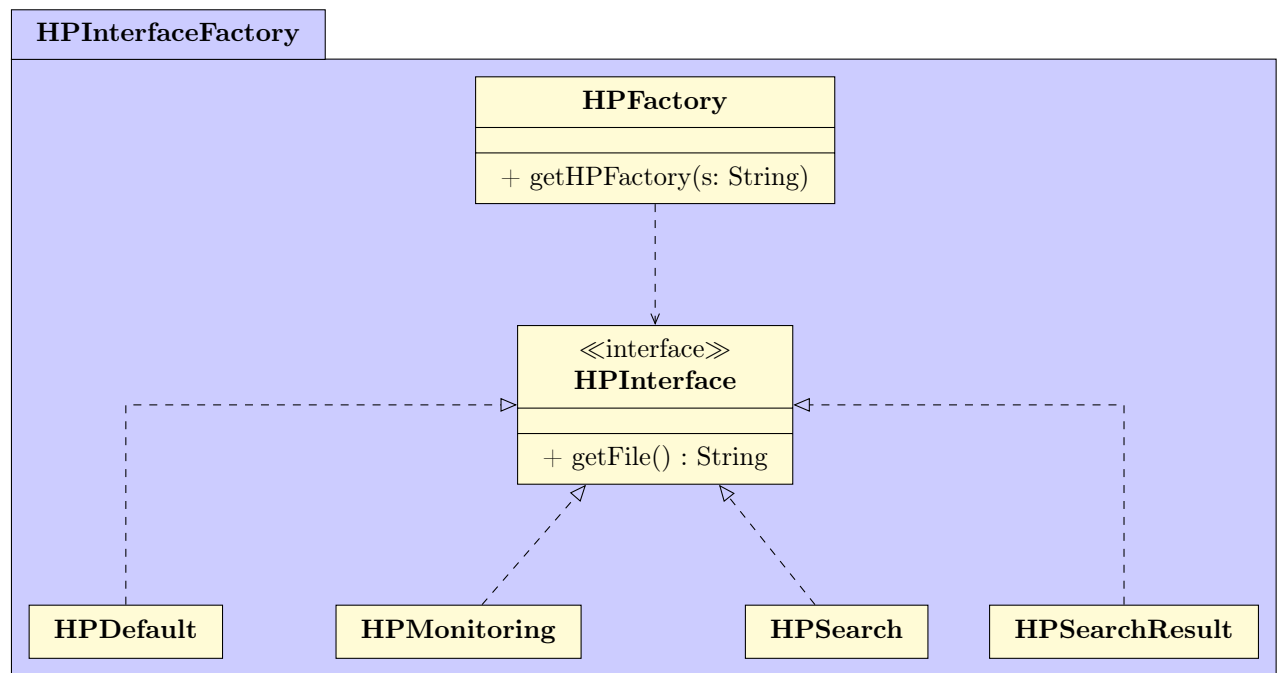 HPInterfaceFactory
HPFactory
+ getHPFactory(s: String)
≪interface≫
HPInterface
+ getFile() : String
HPDefault
HPMonitoring
HPSearch
HPSearchResult